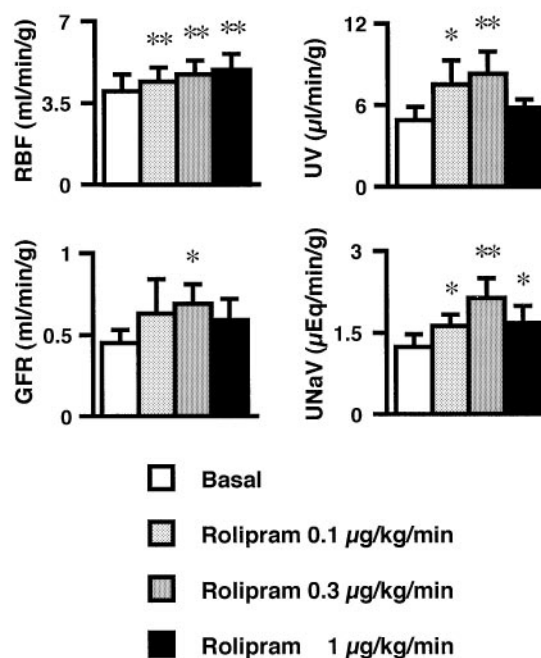 RBF (ml/min/g)
7
3.5
0
** ** **
UV (µl/min/g)
12
6
0
* **
GFR (ml/min/g)
1
0.5
0
*
UNaV (µEq/min/g)
3
1.5
0
* ** *
Basal
Rolipram 0.1 µg/kg/min
Rolipram 0.3 µg/kg/min
Rolipram 1 µg/kg/min